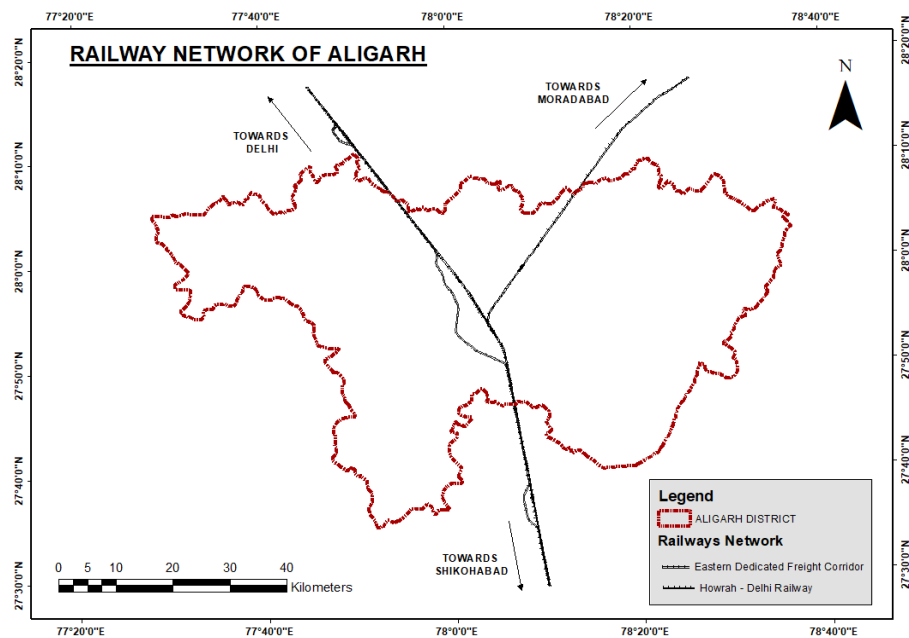 77°20'0"E 77°40'0"E 78°0'0"E 78°20'0"E 78°40'0"E
RAILWAY NETWORK OF ALIGARH
N
TOWARDS
DELHI
TOWARDS
MORADABAD
28°20'0"N
28°10'0"N
28°0'0"N
27°50'0"N
27°40'0"N
27°30'0"N
28°20'0"N
28°10'0"N
28°0'0"N
27°50'0"N
27°40'0"N
27°30'0"N
TOWARDS
SHIKOHABAD
0 5 10 20 30 40
Kilometers
Legend
ALIGARH DISTRICT
Railways Network
Eastern Dedicated Freight Corridor
Howrah - Delhi Railway
77°20'0"E 77°40'0"E 78°0'0"E 78°20'0"E 78°40'0"E